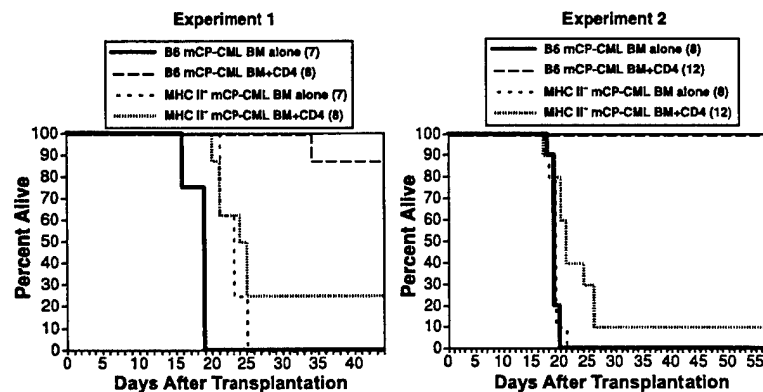 Experiment 1
B6 mCP-CML BM alone (7)
B6 mCP-CML BM+CD4 (8)
MHC II⁻ mCP-CML BM alone (7)
MHC II⁻ mCP-CML BM+CD4 (8)
Percent Alive
100
90
80
70
60
50
40
30
20
10
0
0 5 10 15 20 25 30 35 40
Days After Transplantation
Experiment 2
B6 mCP-CML BM alone (8)
B6 mCP-CML BM+CD4 (12)
MHC II⁻ mCP-CML BM alone (8)
MHC II⁻ mCP-CML BM+CD4 (12)
Percent Alive
100
90
80
70
60
50
40
30
20
10
0
0 5 10 15 20 25 30 35 40 45 50 55
Days After Transplantation